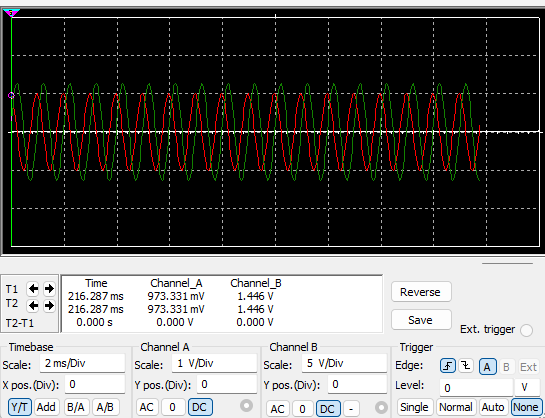 Time Channel_A Channel_B
T1 216.287 ms 973.331 mV 1.446 V
T2 216.287 ms 973.331 mV 1.446 V
T2-T1 0.000 s 0.000 V 0.000 V
Reverse
Save
Ext. trigger
Timebase
Scale: 2 ms/Div
X pos.(Div): 0
Y/T Add B/A A/B
Channel A
Scale: 1 V/Div
Y pos.(Div): 0
AC 0 DC
Channel B
Scale: 5 V/Div
Y pos.(Div): 0
AC 0 DC -
Trigger
Edge: A B Ext
Level: 0 V
Single Normal Auto None